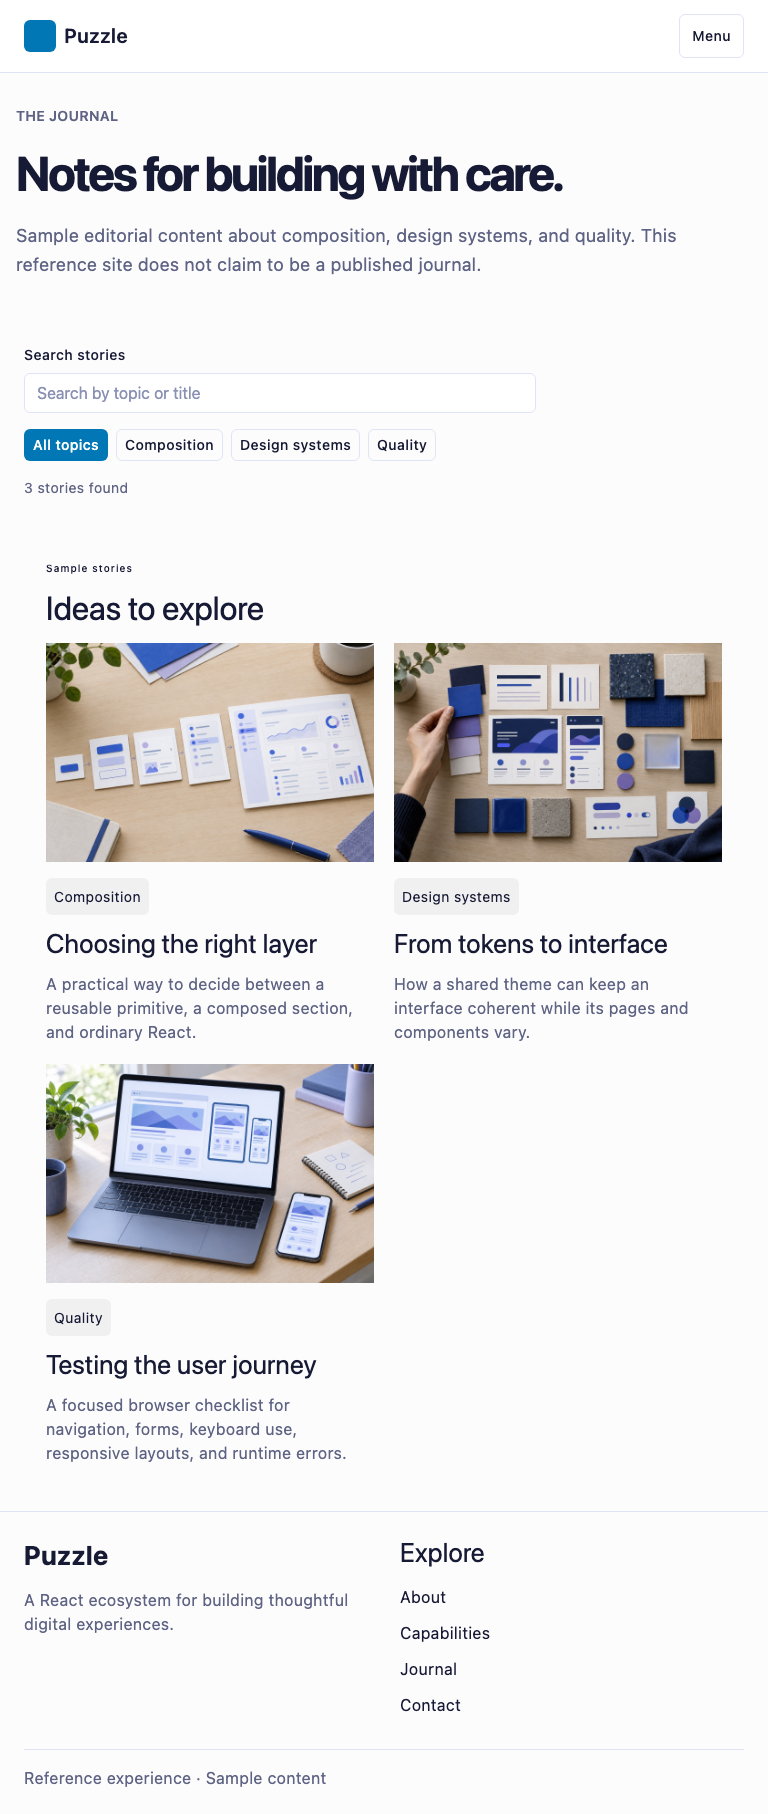 Puzzle
Menu
THE JOURNAL
Notes for building with care.
Sample editorial content about composition, design systems, and quality. This
reference site does not claim to be a published journal.
Search stories
Search by topic or title
All topics
Composition
Design systems
Quality
3 stories found
Sample stories
Ideas to explore
Composition
Design systems
Choosing the right layer
From tokens to interface
A practical way to decide between a
reusable primitive, a composed section,
and ordinary React.
How a shared theme can keep an
interface coherent while its pages and
components vary.
Quality
Testing the user journey
A focused browser checklist for
navigation, forms, keyboard use,
responsive layouts, and runtime errors.
Puzzle
A React ecosystem for building thoughtful
digital experiences.
Explore
About
Capabilities
Journal
Contact
Reference experience · Sample content